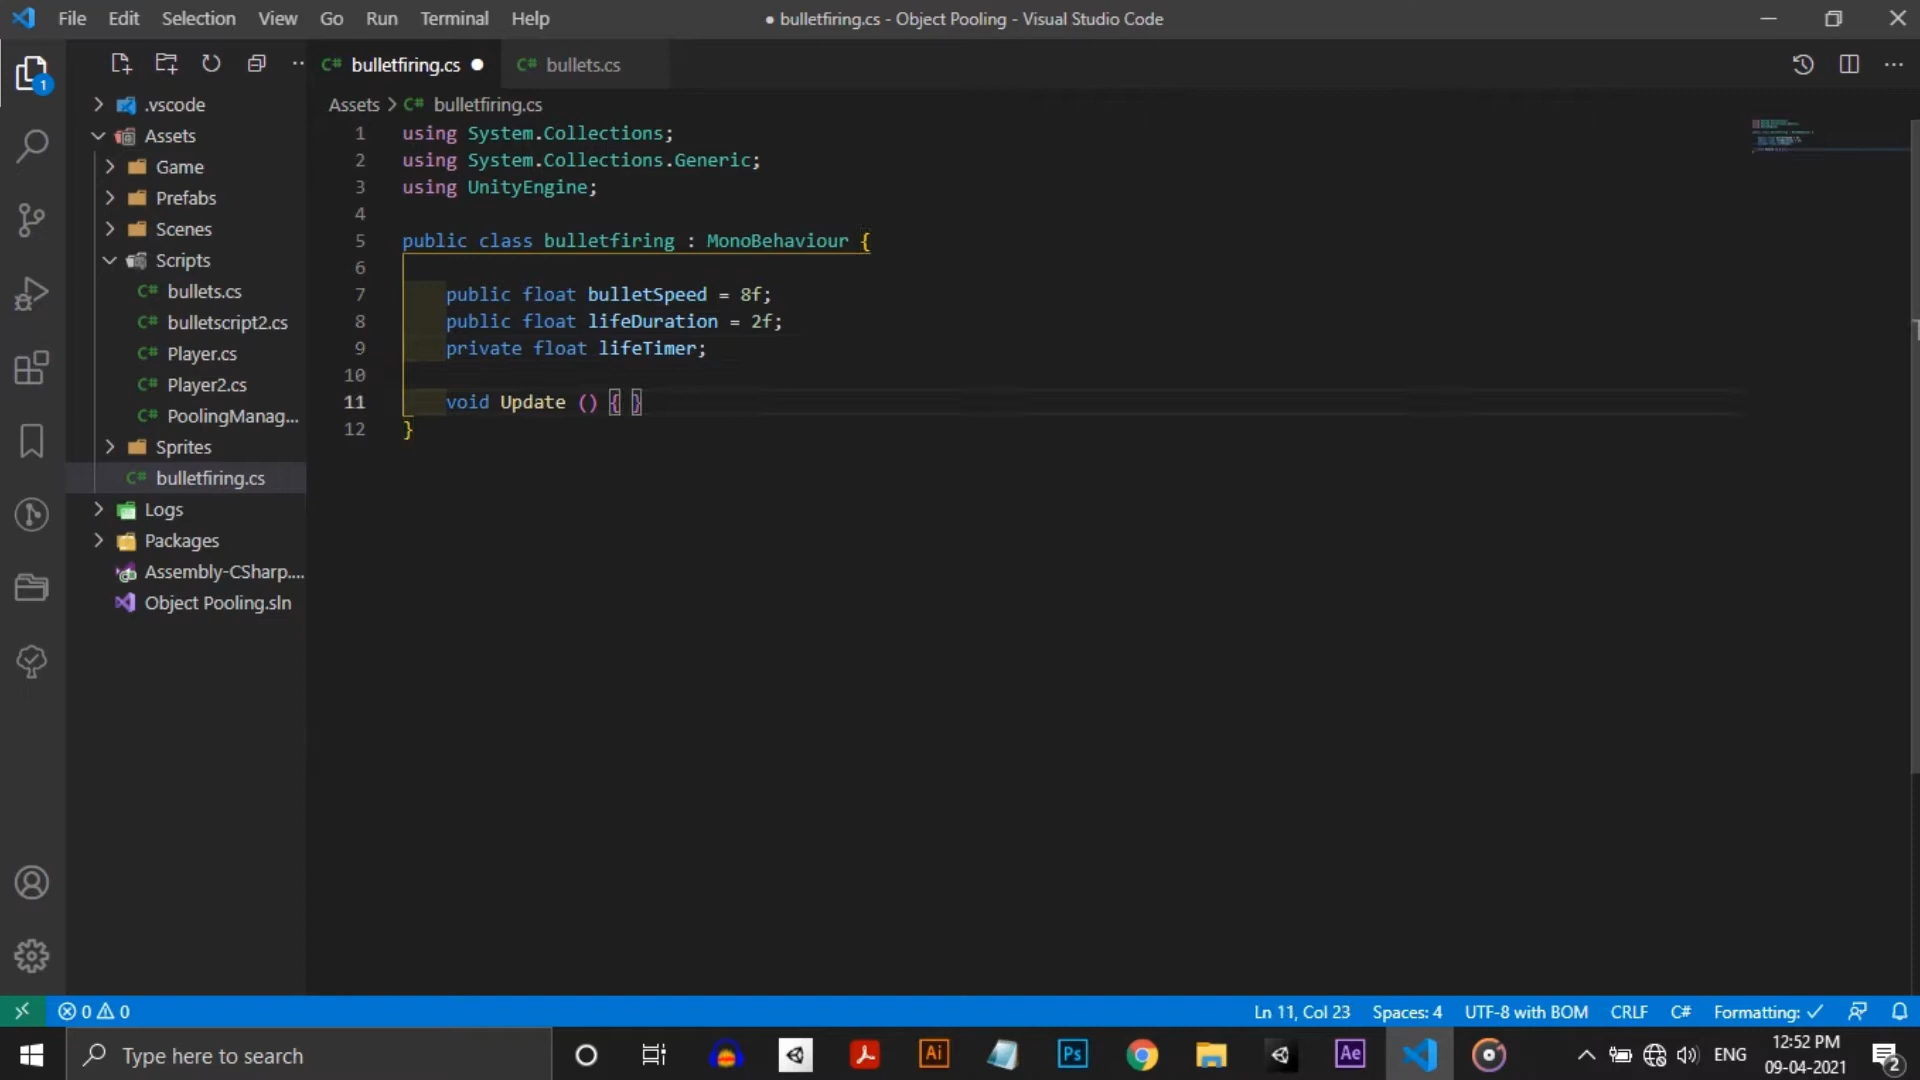 File Edit Selection View Go Run Terminal Help
● bulletfiring.cs - Object Pooling - Visual Studio Code
1
.vscode
Assets
Game
Prefabs
Scenes
Scripts
C# bullets.cs
C# bulletscript2.cs
C# Player.cs
C# Player2.cs
C# PoolingManag...
Sprites
C# bulletfiring.cs
Logs
Packages
Assembly-CSharp....
Object Pooling.sln
C# bulletfiring.cs ●
C# bullets.cs
Assets > C# bulletfiring.cs
1 using System.Collections;
2 using System.Collections.Generic;
3 using UnityEngine;
4
5 public class bulletfiring : MonoBehaviour {
6
7 public float bulletSpeed = 8f;
8 public float lifeDuration = 2f;
9 private float lifeTimer;
10
11 void Update () { }
12 }
0 0
Ln 11, Col 23 Spaces: 4 UTF-8 with BOM CRLF C# Formatting: ✓
Type here to search
Ai
Ps
Ae
ENG
12:52 PM
09-04-2021
2